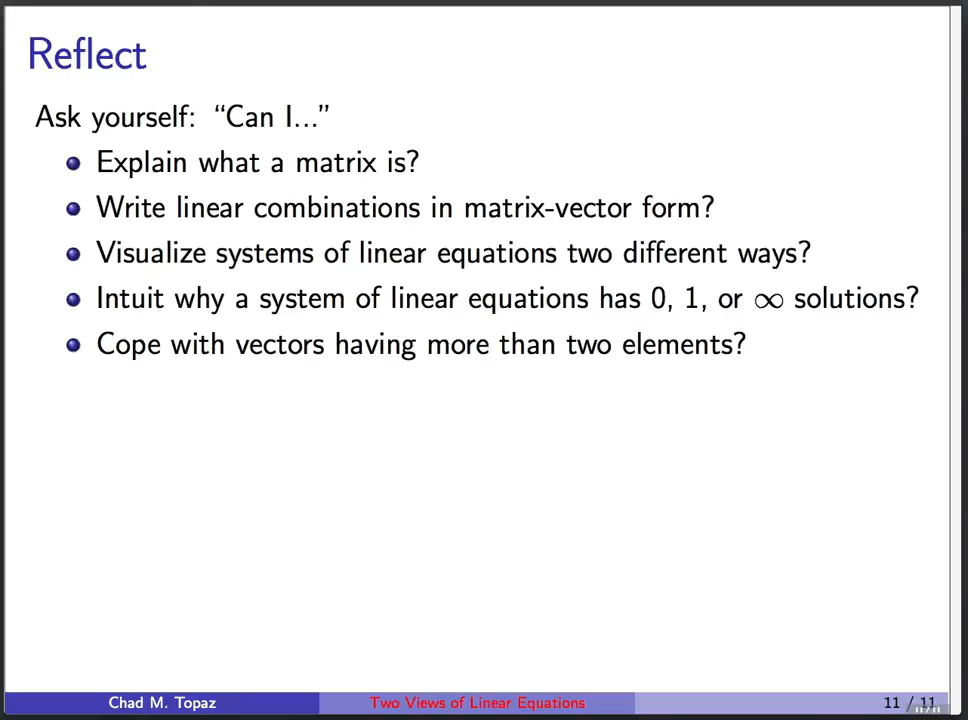 Reflect
Ask yourself: “Can I...”
Explain what a matrix is?
Write linear combinations in matrix-vector form?
Visualize systems of linear equations two different ways?
Intuit why a system of linear equations has 0, 1, or ∞ solutions?
Cope with vectors having more than two elements?
Chad M. Topaz
Two Views of Linear Equations
11 / 11